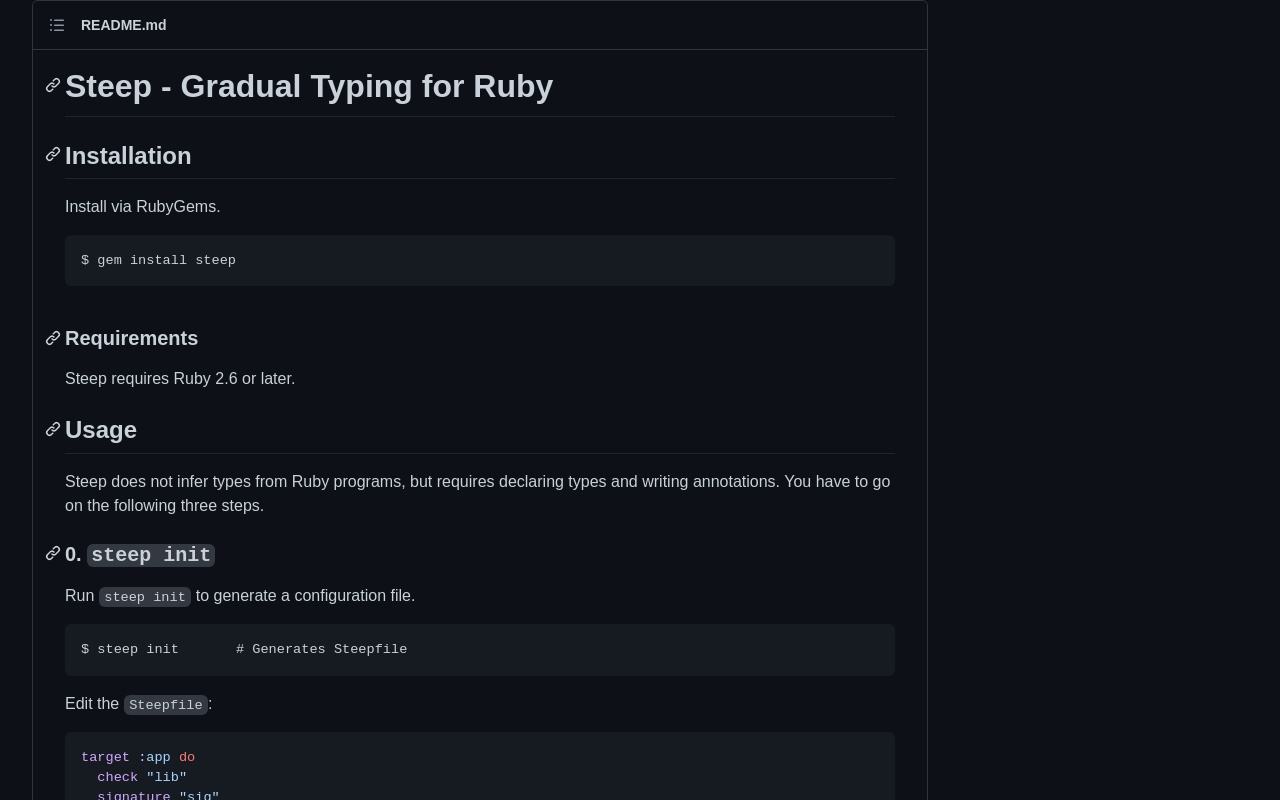 README.md
Steep - Gradual Typing for Ruby
Installation
Install via RubyGems.
$ gem install steep
Requirements
Steep requires Ruby 2.6 or later.
Usage
Steep does not infer types from Ruby programs, but requires declaring types and writing annotations. You have to go
on the following three steps.
0. steep init
Run steep init to generate a configuration file.
$ steep init       # Generates Steepfile
Edit the Steepfile:
target :app do
  check "lib"
  signature "sig"